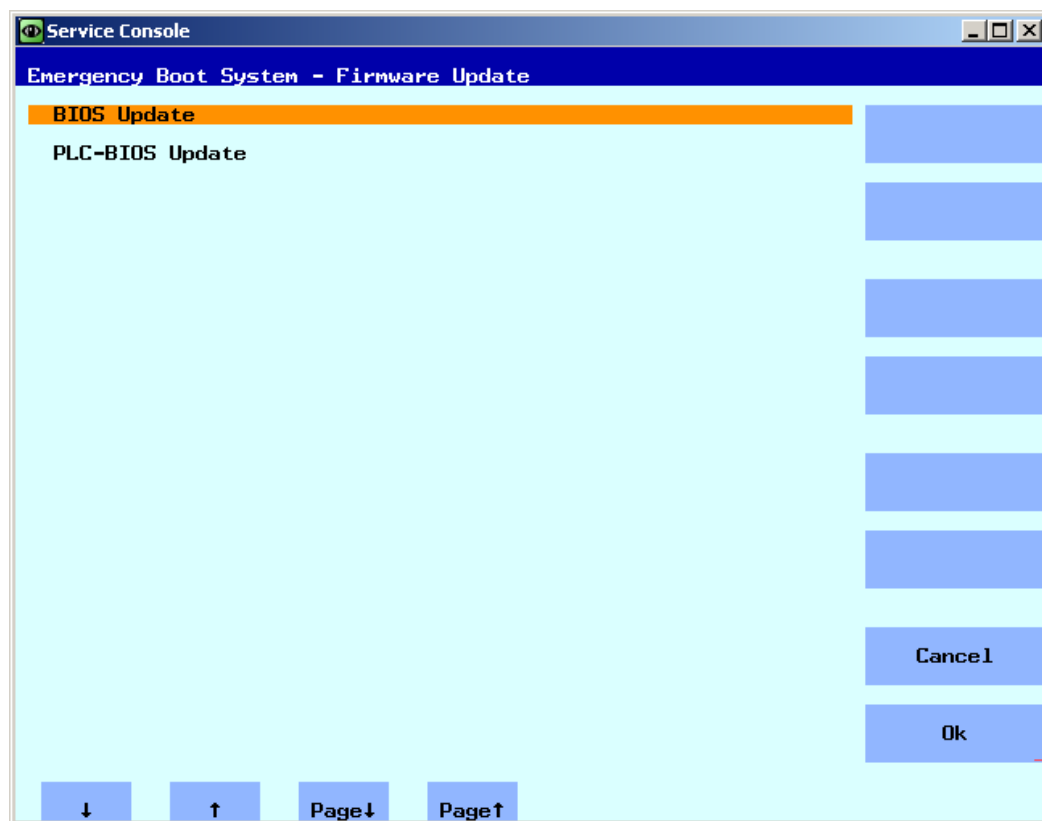 Service Console
Emergency Boot System - Firmware Update
BIOS Update
PLC-BIOS Update
Cancel
Ok
↓ ↑ Page↓ Page↑